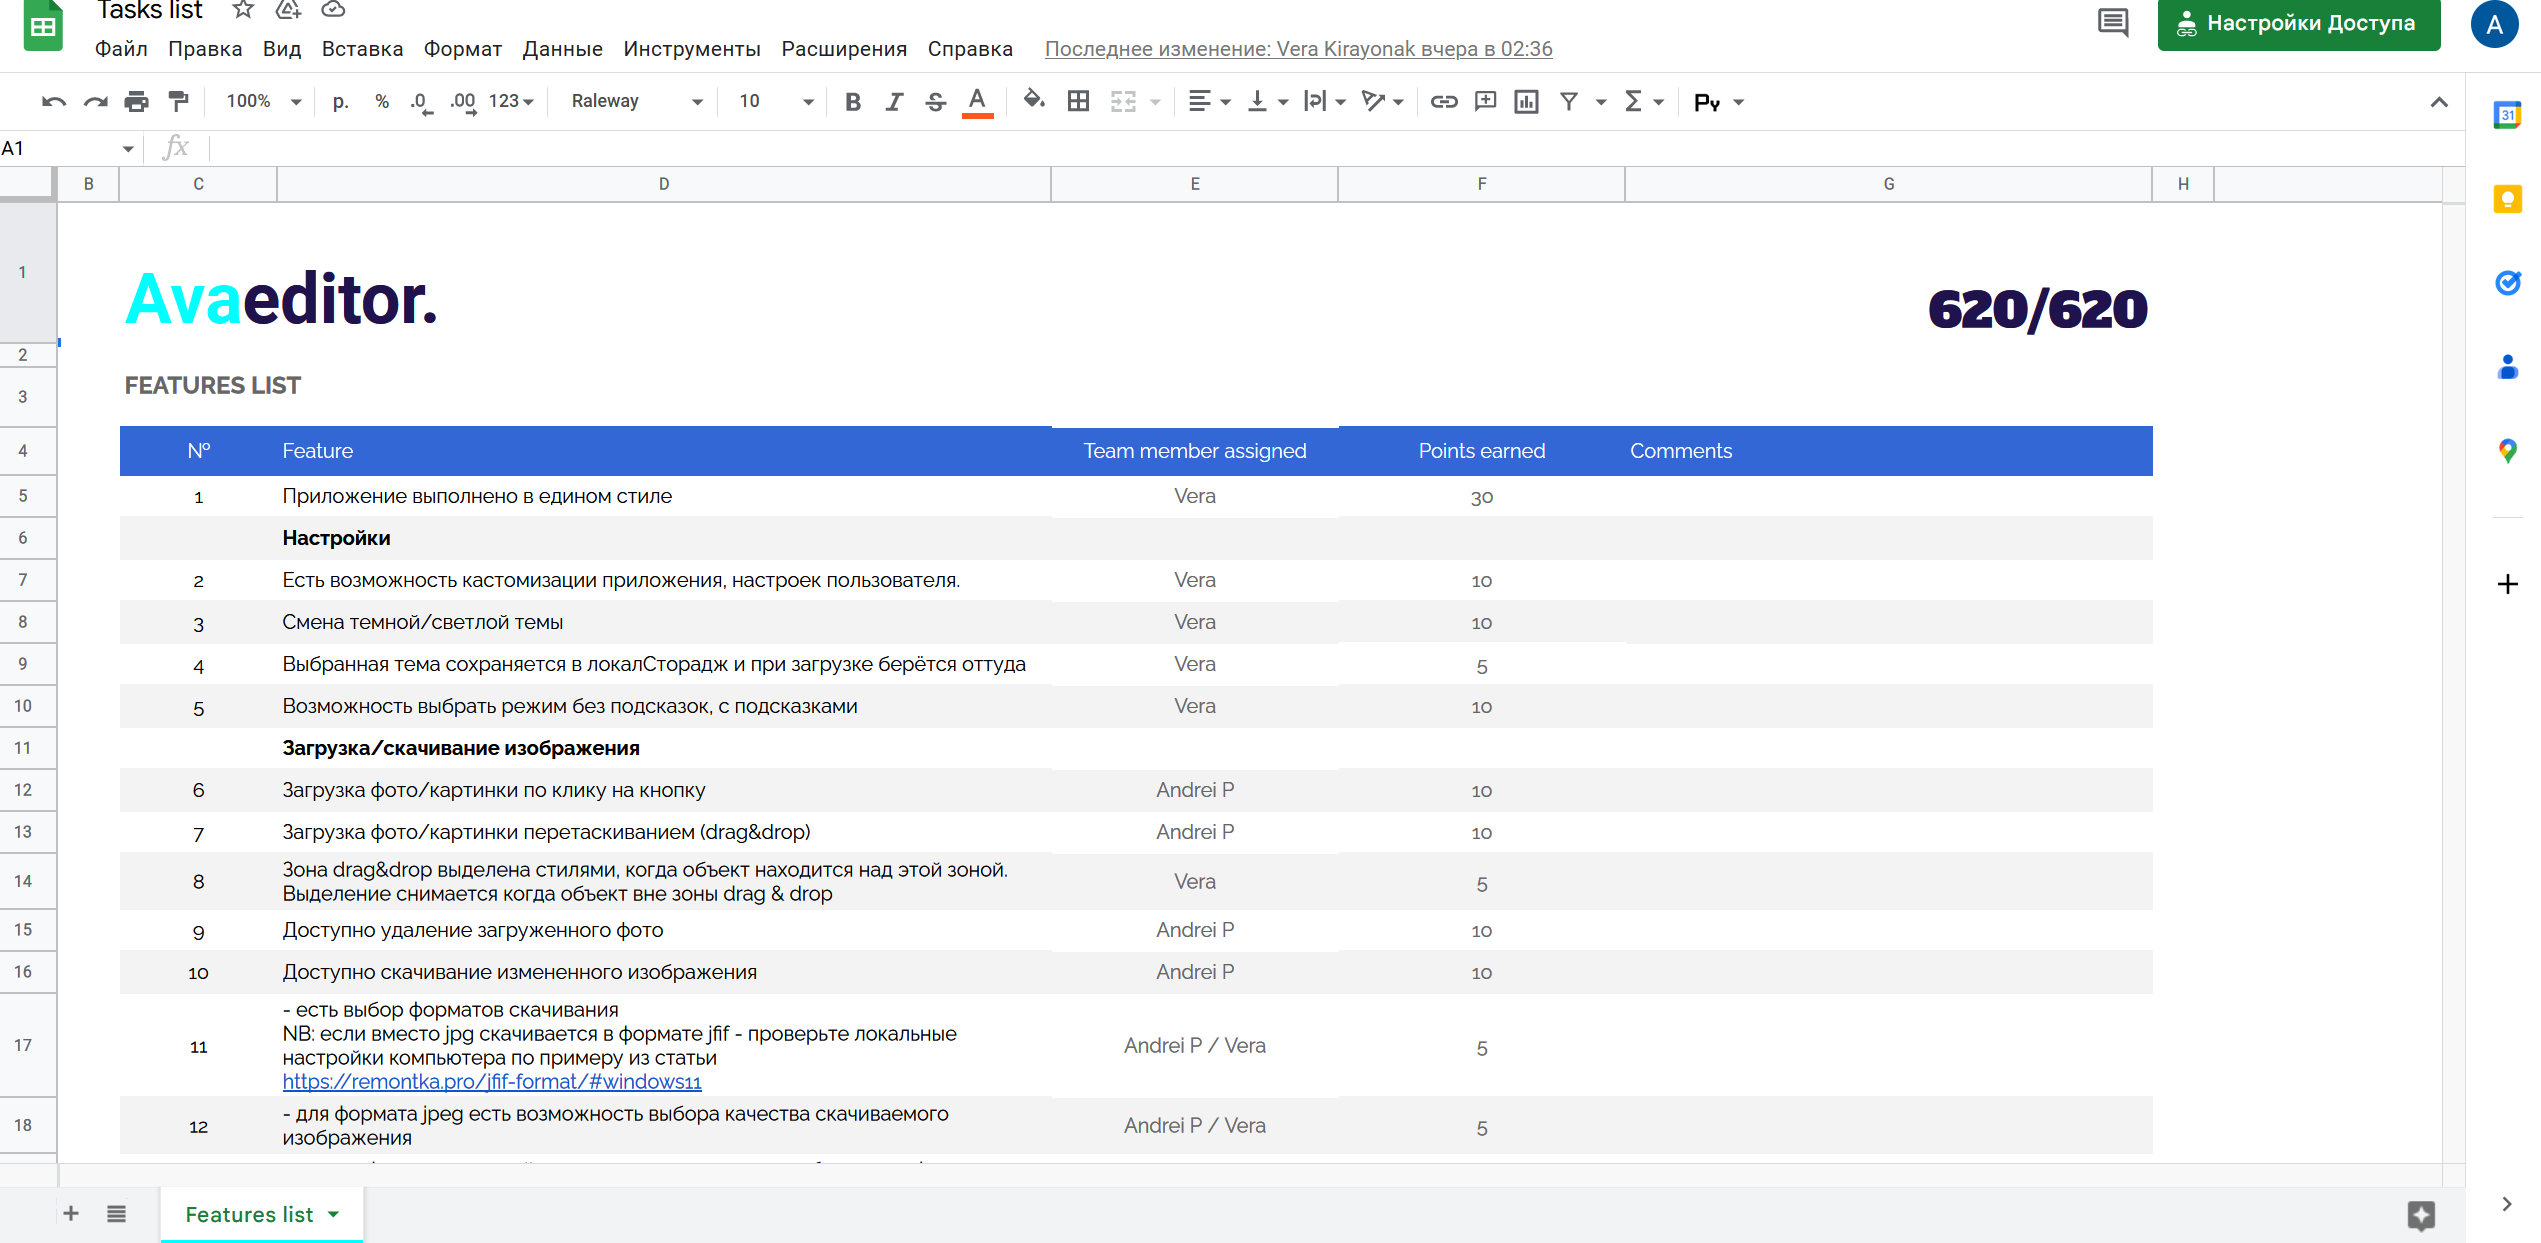 Tasks list
Файл Правка Вид Вставка Формат Данные Инструменты Расширения Справка Последнее изменение: Vera Kirayonak вчера в 02:36
Настройки Доступа
A
100% р. % .0 .00 123 Raleway 10 B I S A Σ Py
31
A1 fx
B C D E F G H
1 Avaeditor. 620/620
2
3 FEATURES LIST
4 Nº Feature Team member assigned Points earned Comments
5 1 Приложение выполнено в едином стиле Vera 30
6 Настройки
7 2 Есть возможность кастомизации приложения, настроек пользователя. Vera 10
8 3 Смена темной/светлой темы Vera 10
9 4 Выбранная тема сохраняется в локалСторадж и при загрузке берётся оттуда Vera 5
10 5 Возможность выбрать режим без подсказок, с подсказками Vera 10
11 Загрузка/скачивание изображения
12 6 Загрузка фото/картинки по клику на кнопку Andrei P 10
13 7 Загрузка фото/картинки перетаскиванием (drag&drop) Andrei P 10
14 8 Зона drag&drop выделена стилями, когда объект находится над этой зоной.
Выделение снимается когда объект вне зоны drag & drop Vera 5
15 9 Доступно удаление загруженного фото Andrei P 10
16 10 Доступно скачивание измененного изображения Andrei P 10
17 11 - есть выбор форматов скачивания
NB: если вместо jpg скачивается в формате jfif - проверьте локальные
настройки компьютера по примеру из статьи
https://remontka.pro/jfif-format/#windows11 Andrei P / Vera 5
18 12 - для формата jpeg есть возможность выбора качества скачиваемого
изображения Andrei P / Vera 5
Features list